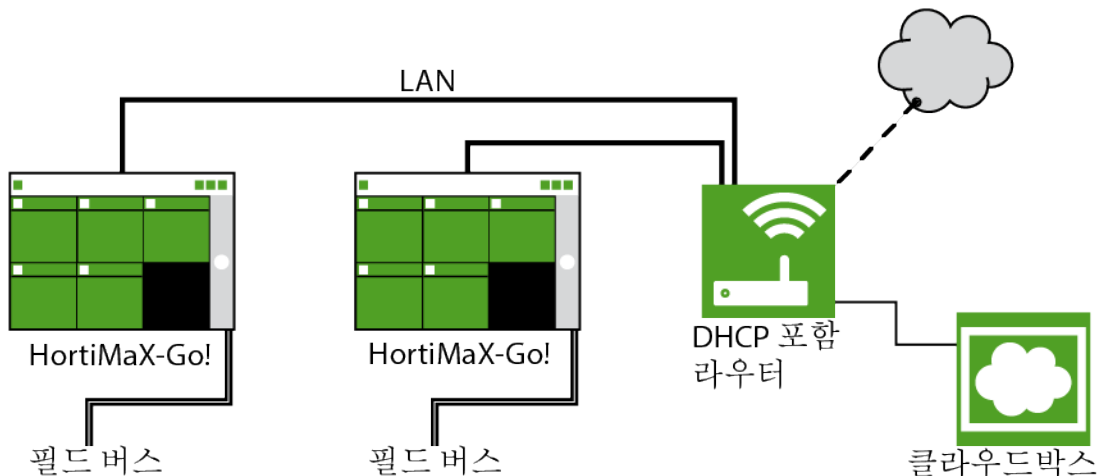 LAN
HortiMaX-Go!
HortiMaX-Go!
DHCP 포함
라우터
필드 버스
필드 버스
클라우드박스